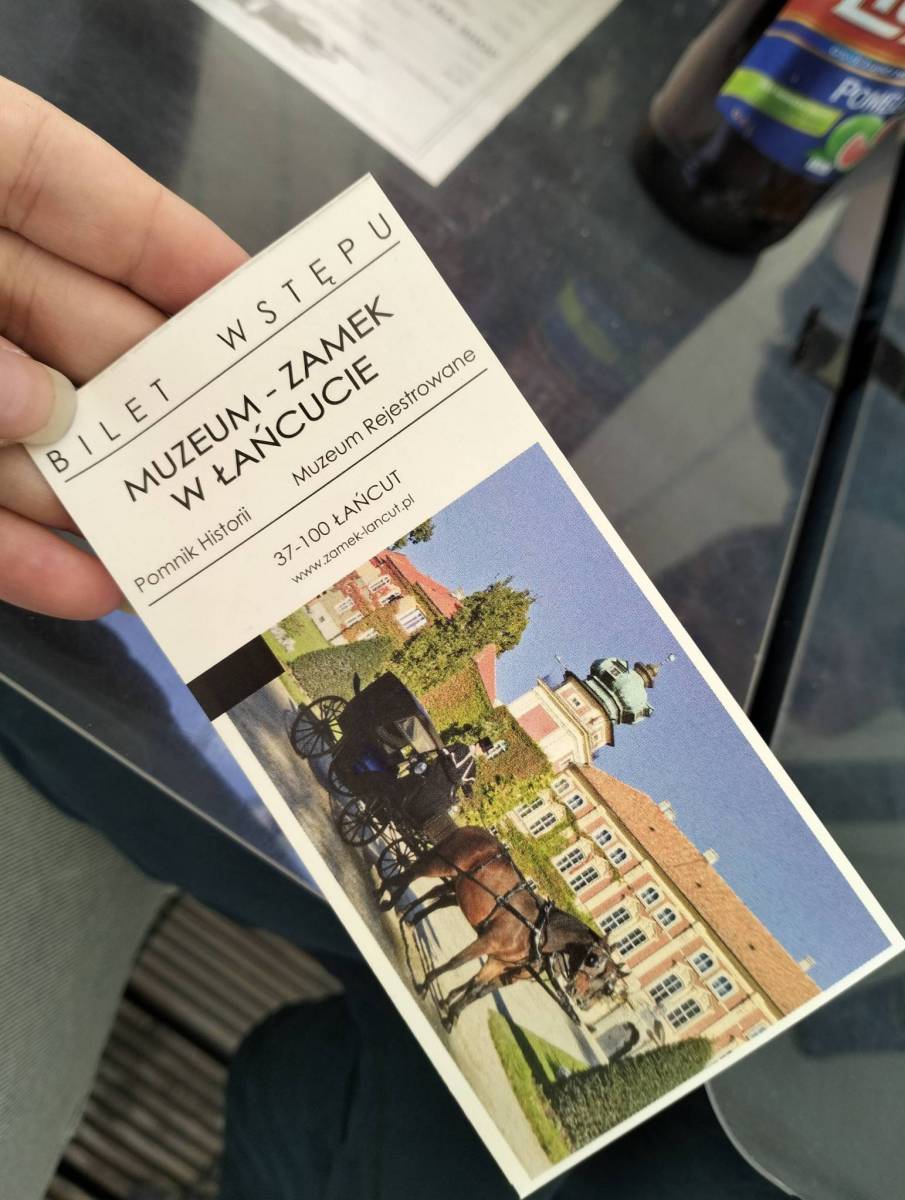 BILET WSTĘPU
MUZEUM - ZAMEK
W ŁAŃCUCIE
Pomnik Historii Muzeum Rejestrowane
37-100 ŁAŃCUT
www.zamek-lancut.pl